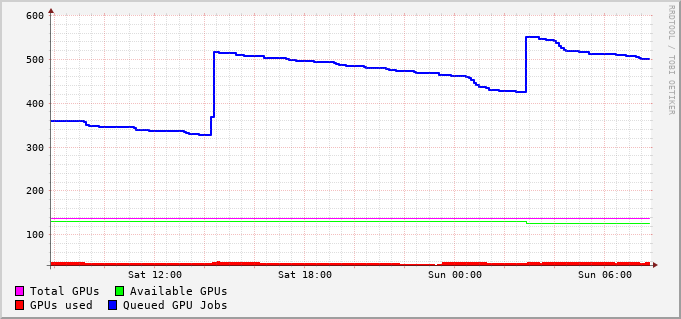 600
500
400
300
200
100
Sat 12:00 Sat 18:00 Sun 00:00 Sun 06:00
Total GPUs Available GPUs
GPUs used Queued GPU Jobs
RRDTOOL / TOBI OETIKER